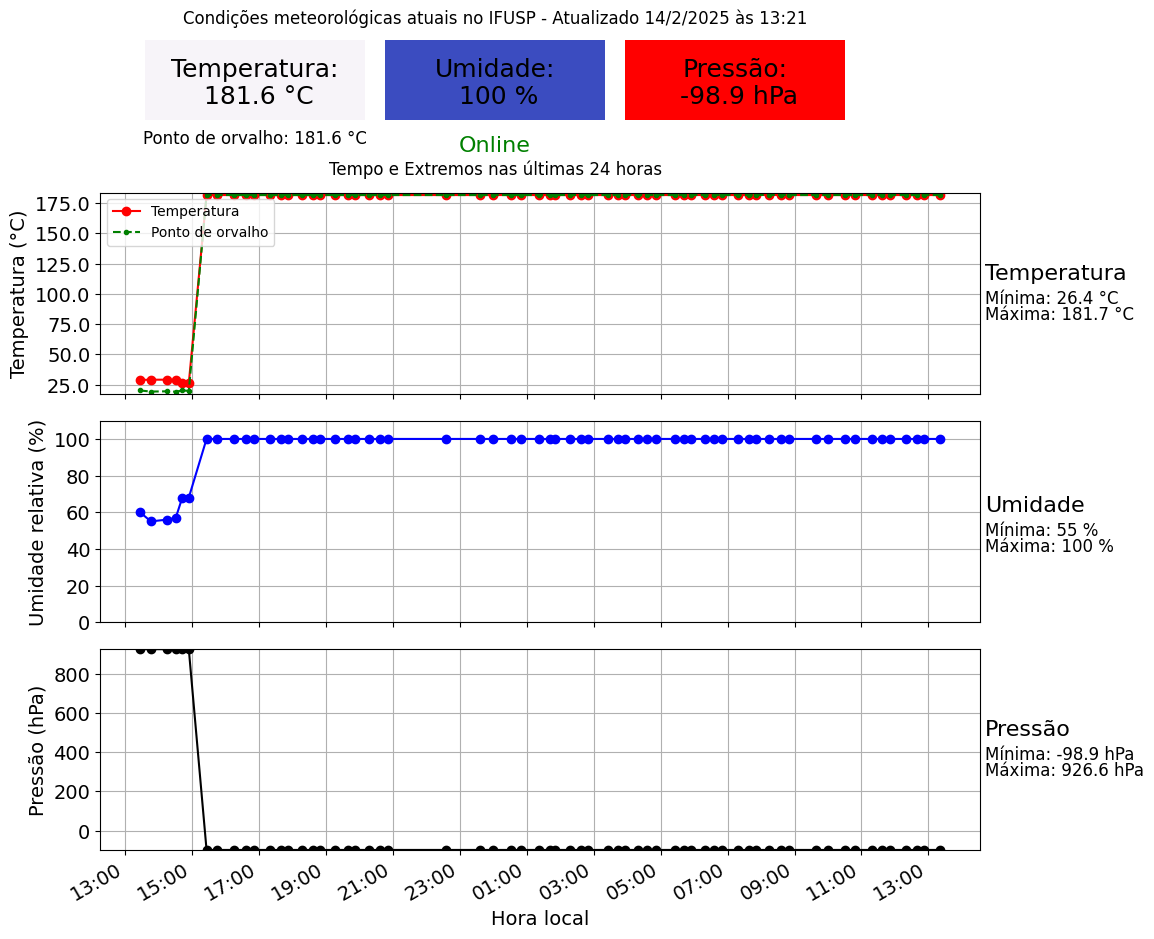 Condições meteorológicas atuais no IFUSP - Atualizado 14/2/2025 às 13:21
Temperatura:
181.6 °C
Umidade:
100 %
Pressão:
-98.9 hPa
Ponto de orvalho: 181.6 °C
Online
Tempo e Extremos nas últimas 24 horas
Temperatura (°C)
175.0
150.0
125.0
100.0
75.0
50.0
25.0
Temperatura
Ponto de orvalho
Temperatura
Mínima: 26.4 °C
Máxima: 181.7 °C
Umidade relativa (%)
100
80
60
40
20
0
Umidade
Mínima: 55 %
Máxima: 100 %
Pressão (hPa)
800
600
400
200
0
Pressão
Mínima: -98.9 hPa
Máxima: 926.6 hPa
13:00 15:00 17:00 19:00 21:00 23:00 01:00 03:00 05:00 07:00 09:00 11:00 13:00
Hora local